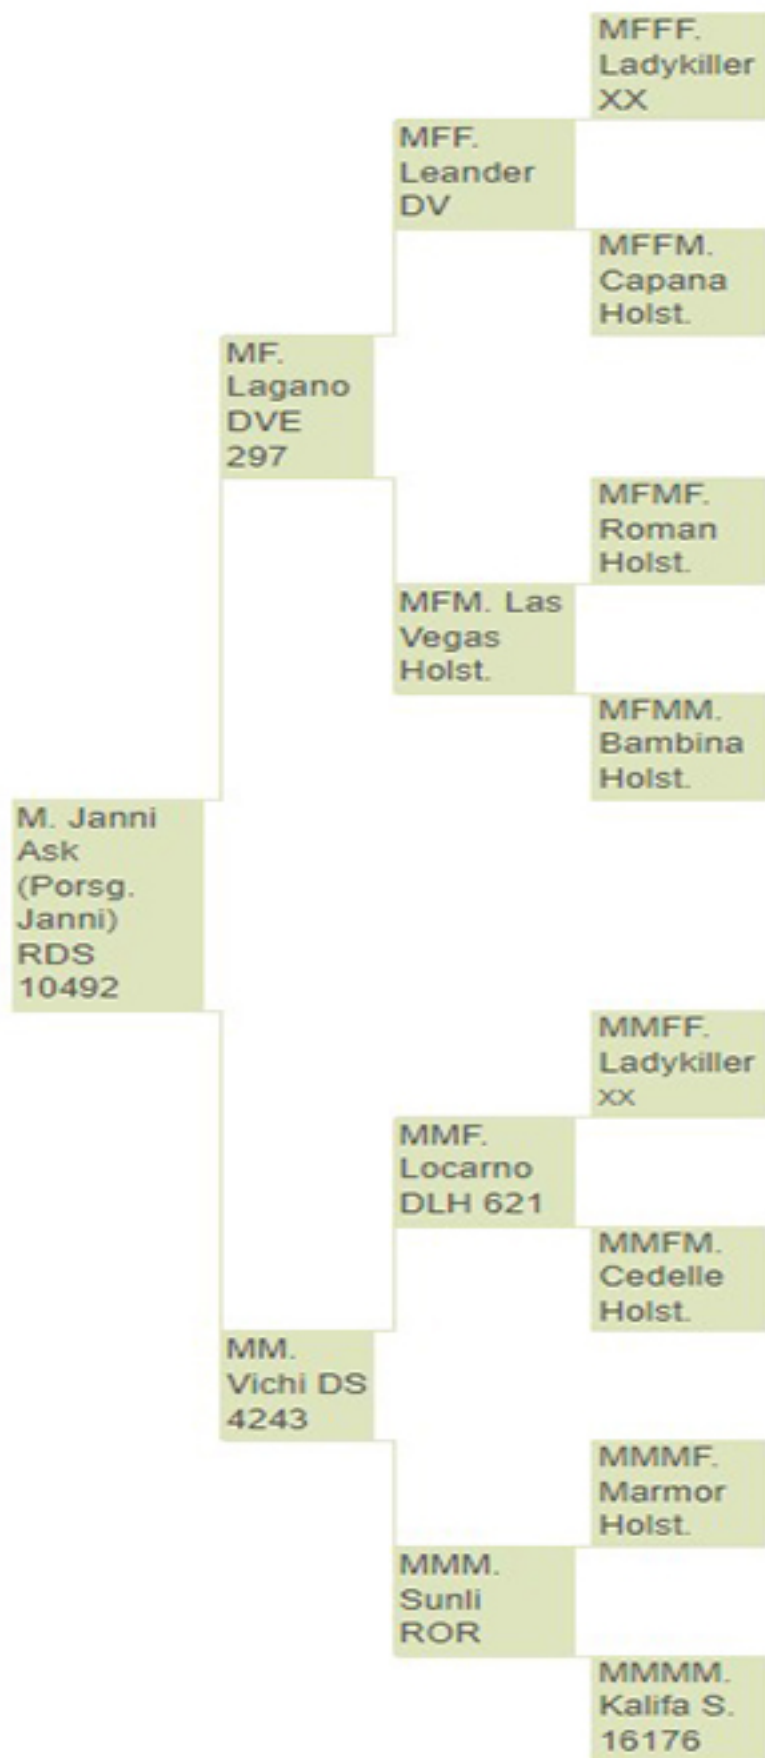 MFFF.
Ladykiller
XX
MFF.
Leander
DV
MFFM.
Capana
Holst.
MF.
Lagano
DVE
297
MFMF.
Roman
Holst.
MFM. Las
Vegas
Holst.
MFMM.
Bambina
Holst.
M. Janni
Ask
(Porsg.
Janni)
RDS
10492
MMFF.
Ladykiller
xx
MMF.
Locarno
DLH 621
MMFM.
Cedelle
Holst.
MM.
Vichi DS
4243
MMMF.
Marmor
Holst.
MMM.
Sunli
ROR
MMMM.
Kalifa S.
16176